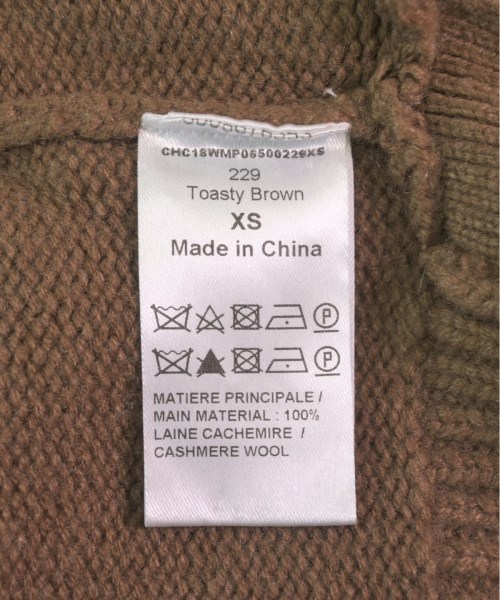 CHC18WMP06500229XS
229
Toasty Brown
XS
Made in China
P
P
MATIERE PRINCIPALE /
MAIN MATERIAL : 100%
LAINE CACHEMIRE /
CASHMERE WOOL